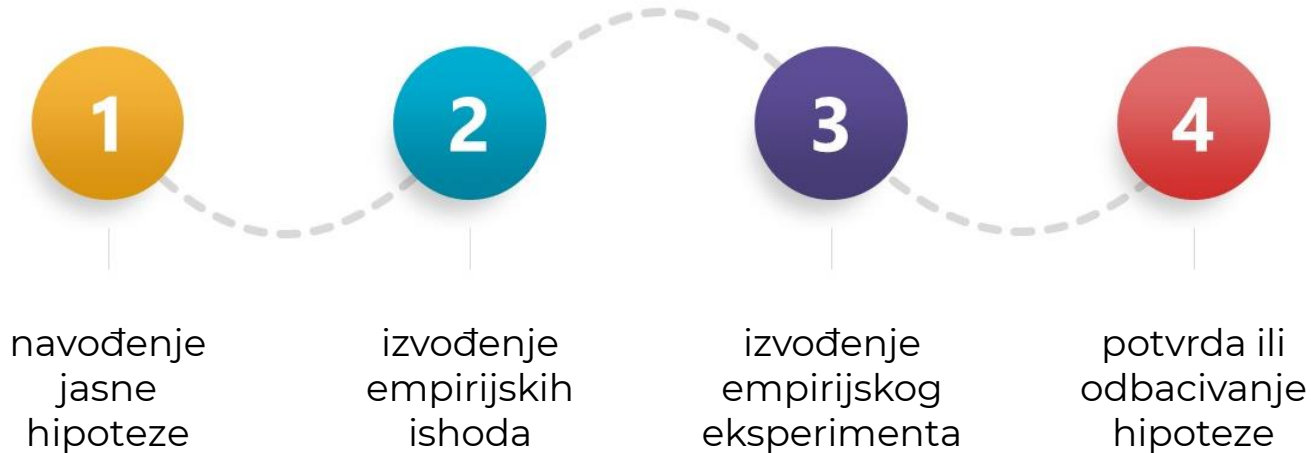 1
2
3
4
navođenje
jasne
hipoteze
izvođenje
empirijskih
ishoda
izvođenje
empirijskog
eksperimenta
potvrda ili
odbacivanje
hipoteze